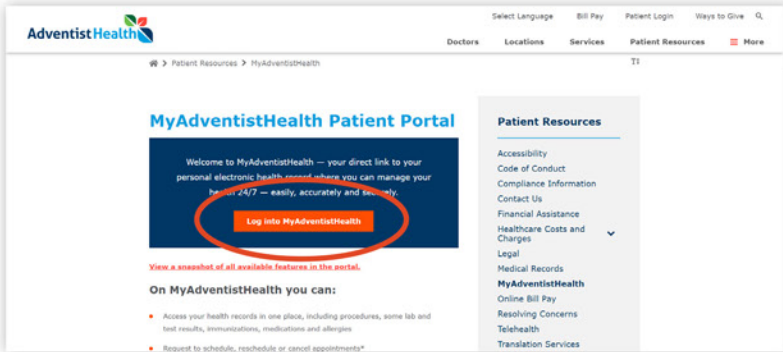 Select Language Bill Pay Patient Login Ways to Give
Adventist Health
Doctors Locations Services Patient Resources More
Patient Resources > MyAdventistHealth
TI
MyAdventistHealth Patient Portal
Welcome to MyAdventistHealth — your direct link to your
personal electronic health record where you can manage your
health 24/7 — easily, accurately and securely.
Log into MyAdventistHealth
View a snapshot of all available features in the portal.
On MyAdventistHealth you can:
Access your health records in one place, including procedures, some lab and
test results, immunizations, medications and allergies
Request to schedule, reschedule or cancel appointments*
Patient Resources
Accessibility
Code of Conduct
Compliance Information
Contact Us
Financial Assistance
Healthcare Costs and
Charges
Legal
Medical Records
MyAdventistHealth
Online Bill Pay
Resolving Concerns
Telehealth
Translation Services